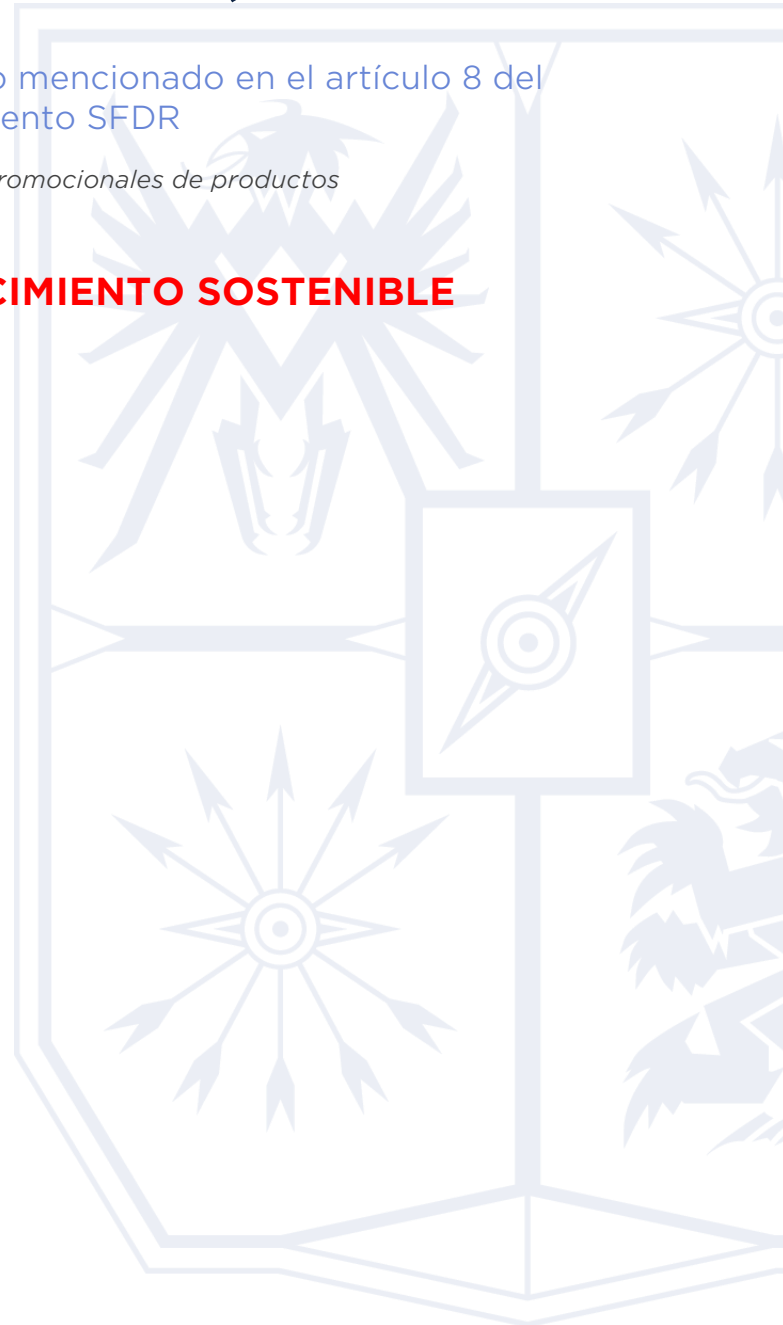 o mencionado en el artículo 8 del
ento SFDR
romocionales de productos
CIMIENTO SOSTENIBLE